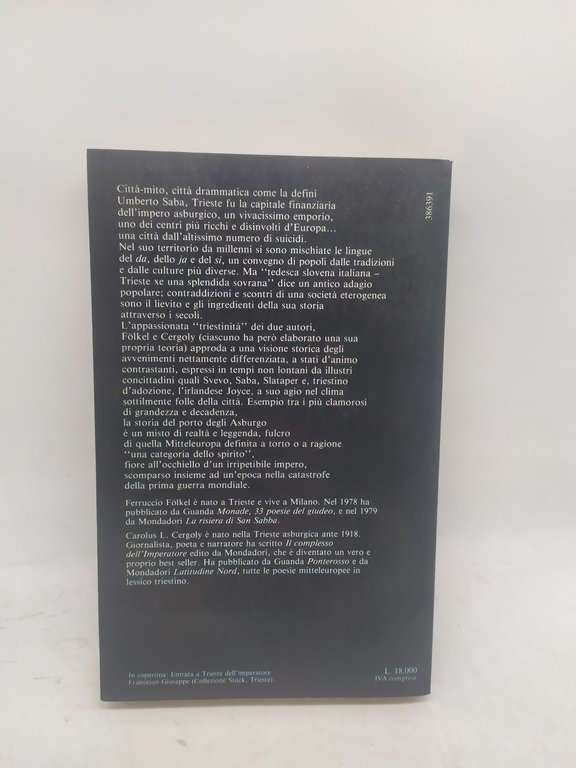 Città-mito, città drammatica come la definì
Umberto Saba, Trieste fu la capitale finanziaria
dell'impero asburgico, un vivacissimo emporio,
uno dei centri più ricchi e disinvolti d'Europa...
una città dall'altissimo numero di suicidi.
Nel suo territorio da millenni si sono mischiate le lingue
del da, dello ja e del sì, un convegno di popoli dalle tradizioni
e dalle culture più diverse. Ma "tedesca slovena italiana –
Trieste xe una splendida sovrana" dice un antico adagio
popolare; contraddizioni e scontri di una società eterogenea
sono il lievito e gli ingredienti della sua storia
attraverso i secoli.
L'appassionata "triestinità" dei due autori,
Fölkel e Cergoly (ciascuno ha però elaborato una sua
propria teoria) approda a una visione storica degli
avvenimenti nettamente differenziata, a stati d'animo
contrastanti, espressi in tempi non lontani da illustri
concittadini quali Svevo, Saba, Slataper e, triestino
d'adozione, l'irlandese Joyce, a suo agio nel clima
sottilmente folle della città. Esempio tra i più clamorosi
di grandezza e decadenza,
la storia del porto degli Asburgo
è un misto di realtà e leggenda, fulcro
di quella Mitteleuropa definita a torto o a ragione
"una categoria dello spirito",
fiore all'occhiello d'un irripetibile impero,
scomparso insieme ad un'epoca nella catastrofe
della prima guerra mondiale.
Ferruccio Fölkel è nato a Trieste e vive a Milano. Nel 1978 ha
pubblicato da Guanda Monade, 33 poesie del giudeo, e nel 1979
da Mondadori La risiera di San Sabba.
Carolus L. Cergoly è nato nella Trieste asburgica ante 1918.
Giornalista, poeta e narratore ha scritto Il complesso
dell'Imperatore edito da Mondadori, che è diventato un vero e
proprio best seller. Ha pubblicato da Guanda Ponterosso e da
Mondadori Latitudine Nord, tutte le poesie mitteleuropee in
lessico triestino.
In copertina: Entrata a Trieste dell'imperatore
Francesco Giuseppe (Collezione Stock, Trieste).
L. 18.000
IVA compresa
386391